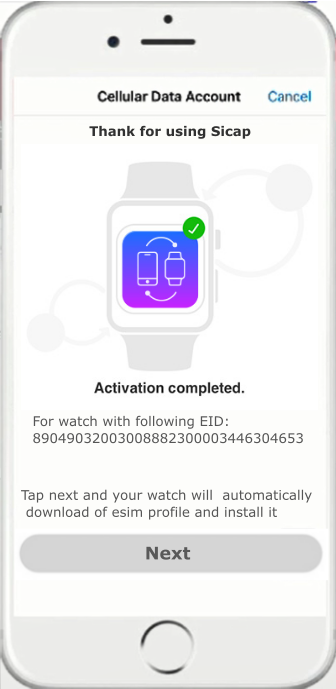 Cellular Data Account Cancel
Thank for using Sicap
Activation completed.
For watch with following EID:
89049032003008882300003446304653
Tap next and your watch will  automatically
download of esim profile and install it
Next